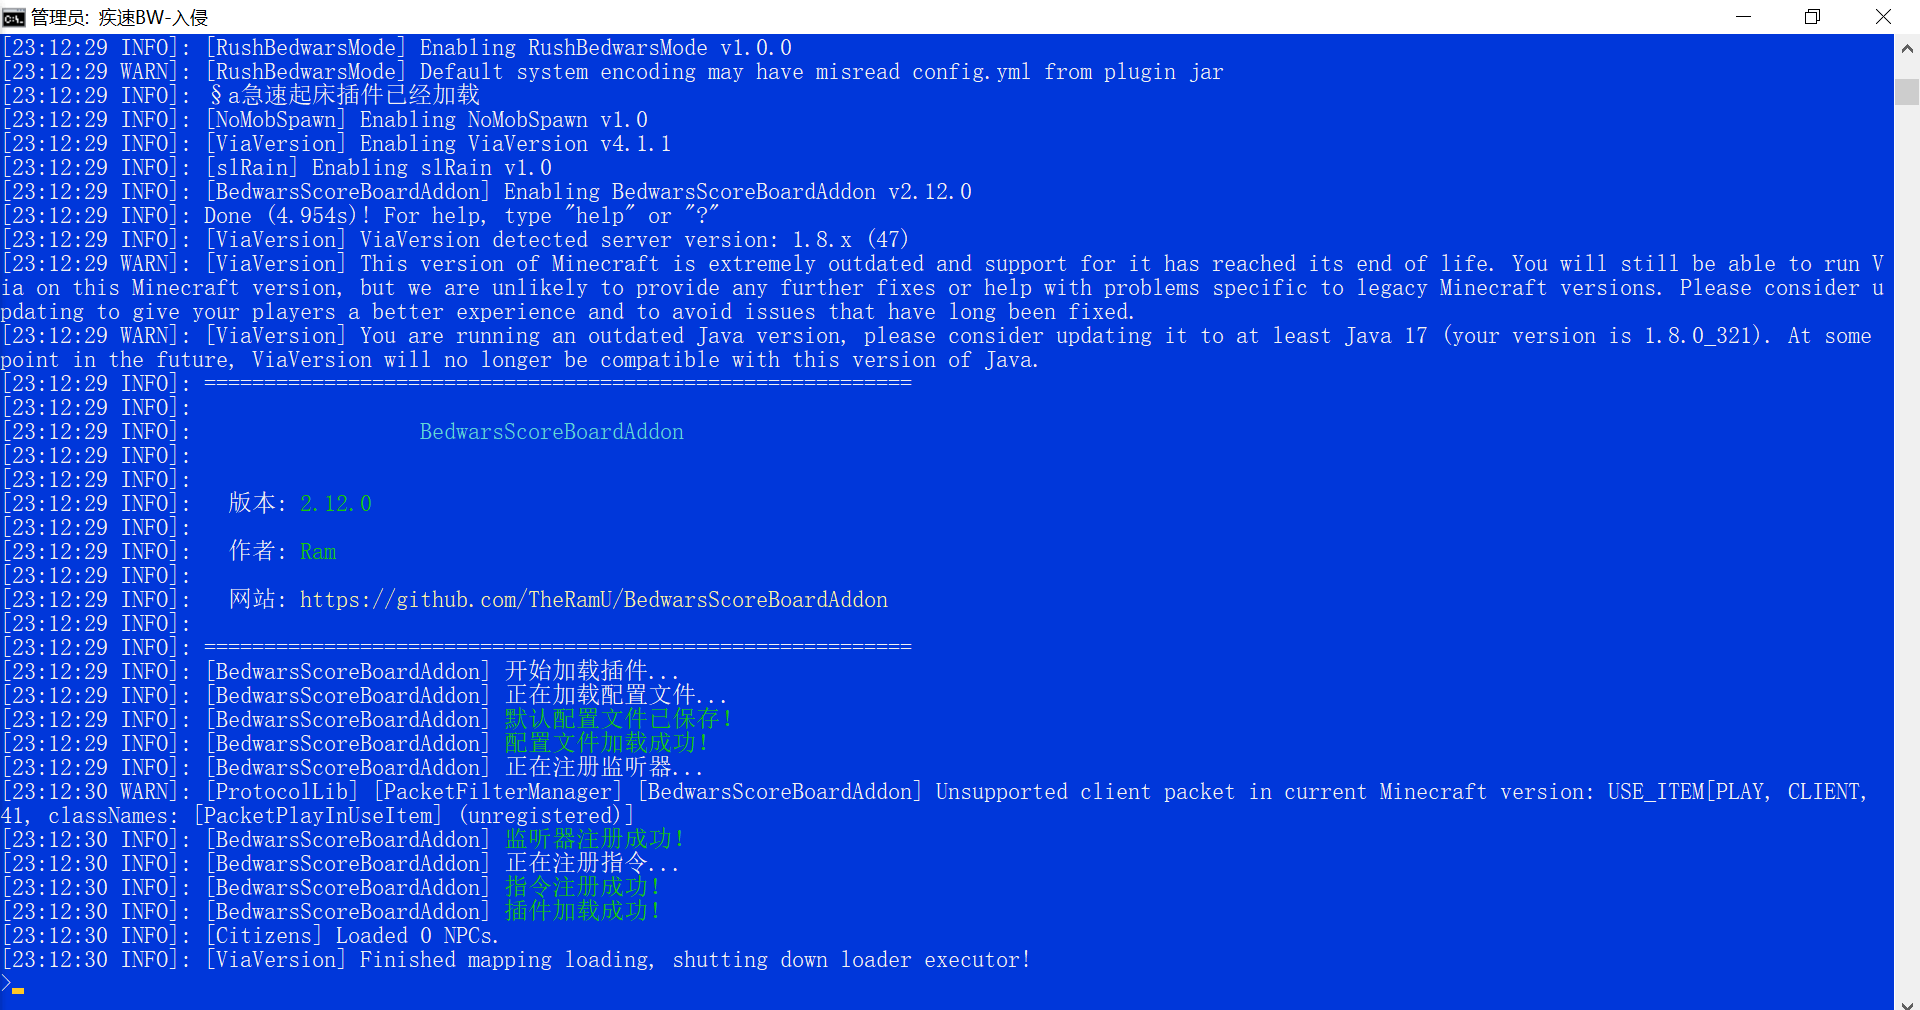 管理员: 疾速BW-入侵
[23:12:29 INFO]: [RushBedwarsMode] Enabling RushBedwarsMode v1.0.0
[23:12:29 WARN]: [RushBedwarsMode] Default system encoding may have misread config.yml from plugin jar
[23:12:29 INFO]: §a急速起床插件已经加载
[23:12:29 INFO]: [NoMobSpawn] Enabling NoMobSpawn v1.0
[23:12:29 INFO]: [ViaVersion] Enabling ViaVersion v4.1.1
[23:12:29 INFO]: [slRain] Enabling slRain v1.0
[23:12:29 INFO]: [BedwarsScoreBoardAddon] Enabling BedwarsScoreBoardAddon v2.12.0
[23:12:29 INFO]: Done (4.954s)! For help, type "help" or "?"
[23:12:29 INFO]: [ViaVersion] ViaVersion detected server version: 1.8.x (47)
[23:12:29 WARN]: [ViaVersion] This version of Minecraft is extremely outdated and support for it has reached its end of life. You will still be able to run V
ia on this Minecraft version, but we are unlikely to provide any further fixes or help with problems specific to legacy Minecraft versions. Please consider u
pdating to give your players a better experience and to avoid issues that have long been fixed.
[23:12:29 WARN]: [ViaVersion] You are running an outdated Java version, please consider updating it to at least Java 17 (your version is 1.8.0_321). At some
point in the future, ViaVersion will no longer be compatible with this version of Java.
[23:12:29 INFO]: ===========================================================
[23:12:29 INFO]:
[23:12:29 INFO]: BedwarsScoreBoardAddon
[23:12:29 INFO]:
[23:12:29 INFO]:
[23:12:29 INFO]: 版本: 2.12.0
[23:12:29 INFO]:
[23:12:29 INFO]: 作者: Ram
[23:12:29 INFO]:
[23:12:29 INFO]: 网站: https://github.com/TheRamU/BedwarsScoreBoardAddon
[23:12:29 INFO]:
[23:12:29 INFO]: ===========================================================
[23:12:29 INFO]: [BedwarsScoreBoardAddon] 开始加载插件...
[23:12:29 INFO]: [BedwarsScoreBoardAddon] 正在加载配置文件...
[23:12:29 INFO]: [BedwarsScoreBoardAddon] 默认配置文件已保存!
[23:12:29 INFO]: [BedwarsScoreBoardAddon] 配置文件加载成功!
[23:12:29 INFO]: [BedwarsScoreBoardAddon] 正在注册监听器...
[23:12:30 WARN]: [ProtocolLib] [PacketFilterManager] [BedwarsScoreBoardAddon] Unsupported client packet in current Minecraft version: USE_ITEM[PLAY, CLIENT,
41, classNames: [PacketPlayInUseItem] (unregistered)]
[23:12:30 INFO]: [BedwarsScoreBoardAddon] 监听器注册成功!
[23:12:30 INFO]: [BedwarsScoreBoardAddon] 正在注册指令...
[23:12:30 INFO]: [BedwarsScoreBoardAddon] 指令注册成功!
[23:12:30 INFO]: [BedwarsScoreBoardAddon] 插件加载成功!
[23:12:30 INFO]: [Citizens] Loaded 0 NPCs.
[23:12:30 INFO]: [ViaVersion] Finished mapping loading, shutting down loader executor!
>